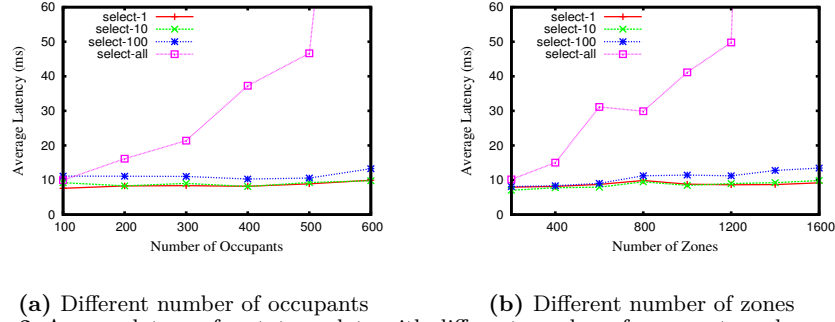 60
50
40
30
20
10
0
100 200 300 400 500 600
Average Latency (ms)
Number of Occupants
select-1
select-10
select-100
select-all
60
50
40
30
20
10
0
400 800 1200 1600
Average Latency (ms)
Number of Zones
select-1
select-10
select-100
select-all
(a) Different number of occupants
(b) Different number of zones